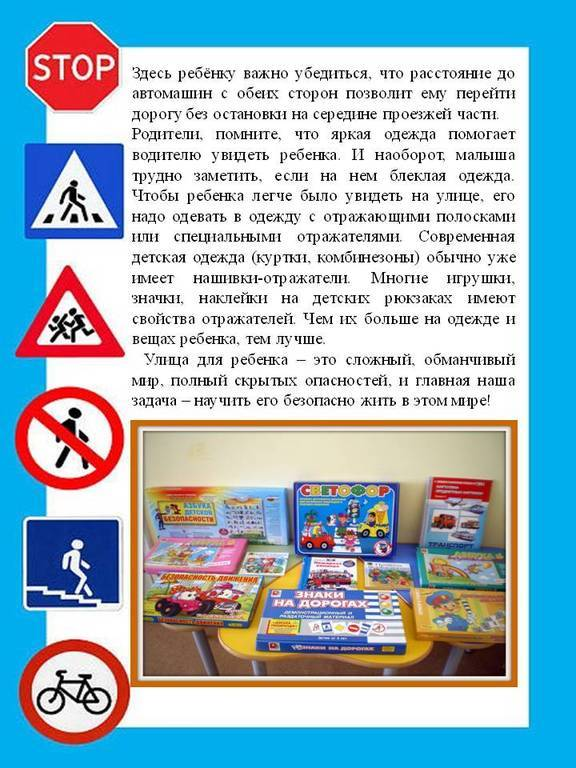 STOP
Здесь ребёнку важно убедиться, что расстояние до
автомашин с обеих сторон позволит ему перейти
дорогу без остановки на середине проезжей части.
Родители, помните, что яркая одежда помогает
водителю увидеть ребенка. И наоборот, малыша
трудно заметить, если на нем блеклая одежда.
Чтобы ребенка легче было увидеть на улице, его
надо одевать в одежду с отражающими полосками
или специальными отражателями. Современная
детская одежда (куртки, комбинезоны) обычно уже
имеет нашивки-отражатели. Многие игрушки,
значки, наклейки на детских рюкзаках имеют
свойства отражателей. Чем их больше на одежде и
вещах ребенка, тем лучше.
Улица для ребенка – это сложный, обманчивый
мир, полный скрытых опасностей, и главная наша
задача – научить его безопасно жить в этом мире!
СВЕТОФОР
АЗБУКА
ДЕТСКОЙ
БЕЗОПАСНОСТИ
ТРАНСПОРТ
БЕЗОПАСНОСТЬ ДВИЖЕНИЯ
ЗНАКИ
НА ДОРОГАХ
ДЕМОНСТРАЦИОННЫЙ И
РАЗДАТОЧНЫЙ МАТЕРИАЛ
ЗНАКИ НА ДОРОГАХ